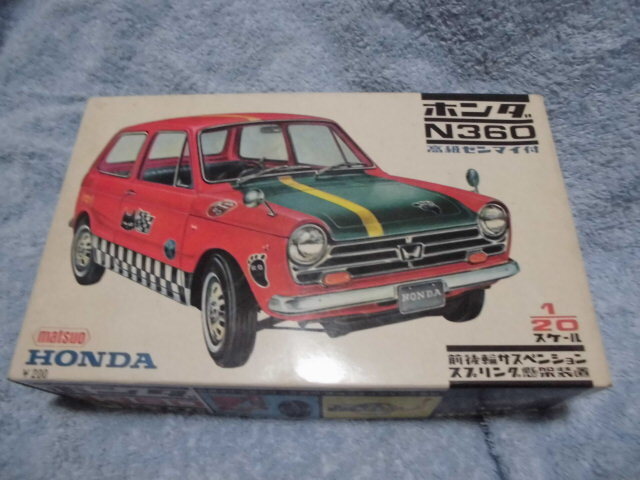 ホンダ
N360
高級ゼンマイ付
HONDA
1/20
スケール
matsuo
HONDA
￥200
前後輪サスペンション
スプリング懸架装置